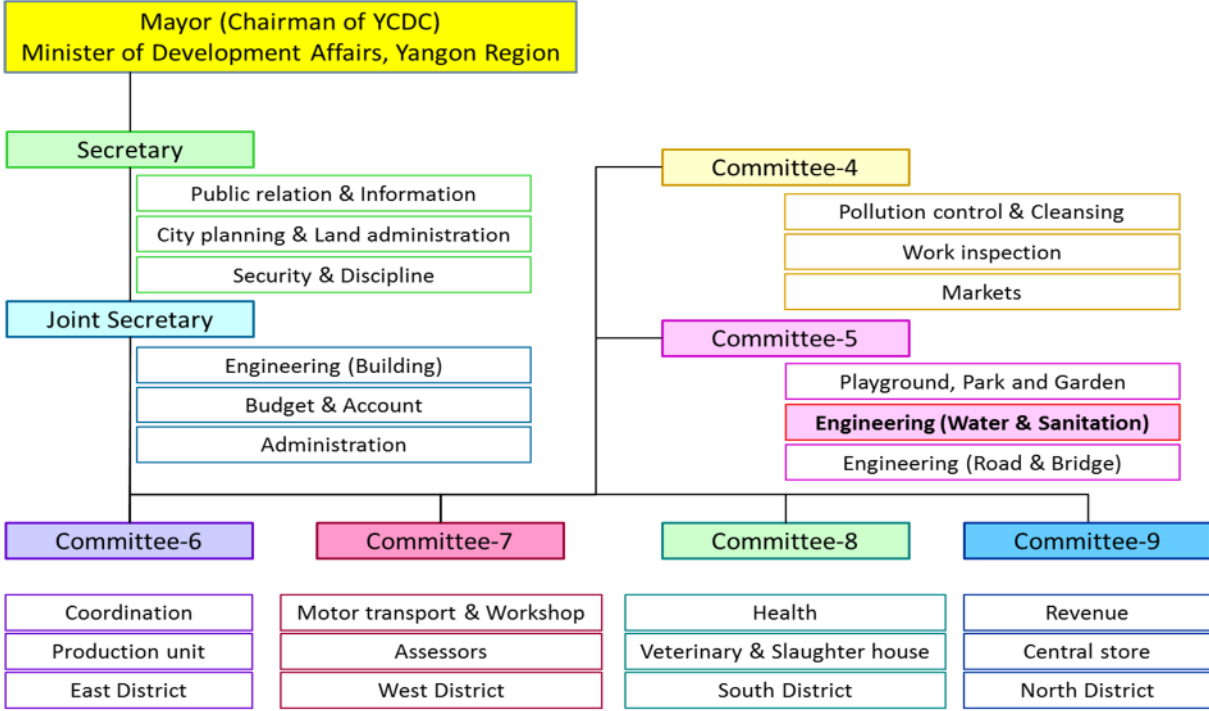 Mayor (Chairman of YCDC)
Minister of Development Affairs, Yangon Region
Secretary
Public relation & Information
City planning & Land administration
Security & Discipline
Joint Secretary
Engineering (Building)
Budget & Account
Administration
Committee-4
Pollution control & Cleansing
Work inspection
Markets
Committee-5
Playground, Park and Garden
Engineering (Water & Sanitation)
Engineering (Road & Bridge)
Committee-6
Coordination
Production unit
East District
Committee-7
Motor transport & Workshop
Assessors
West District
Committee-8
Health
Veterinary & Slaughter house
South District
Committee-9
Revenue
Central store
North District